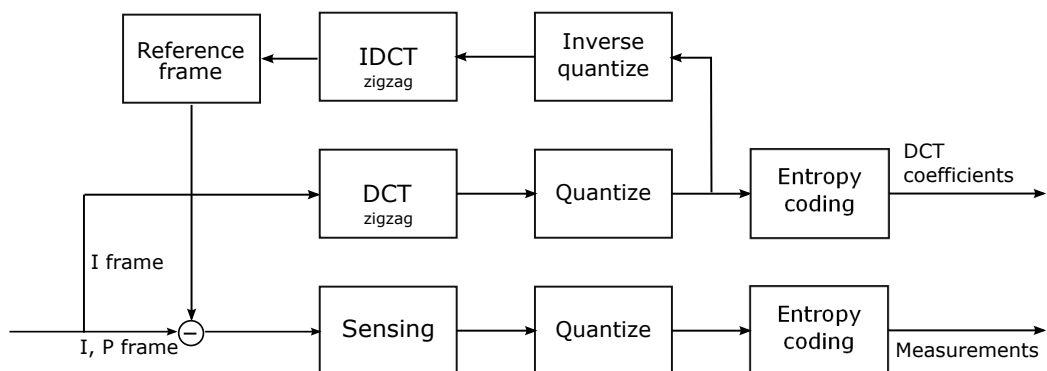 Reference
frame
IDCT
zigzag
Inverse
quantize
DCT
zigzag
Quantize
Entropy
coding
DCT
coefficients
I frame
I, P frame
−
Sensing
Quantize
Entropy
coding
Measurements